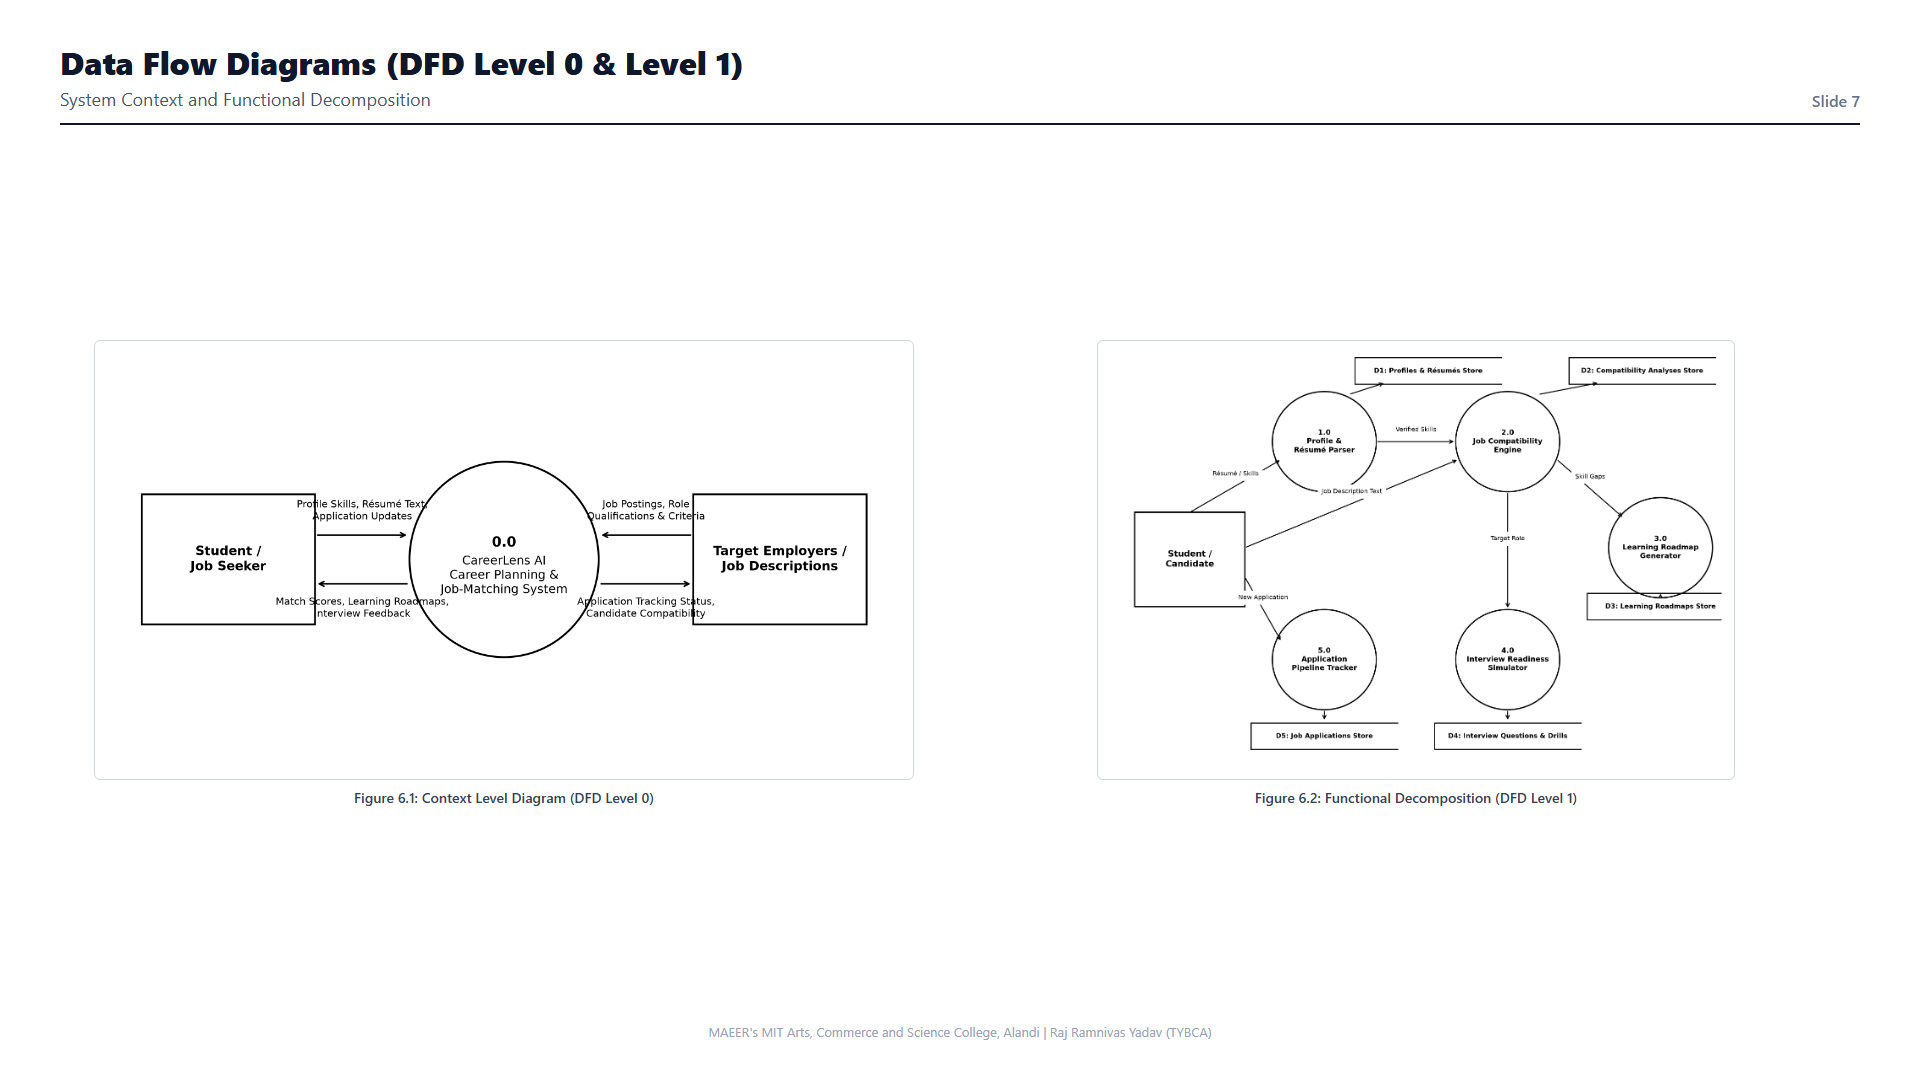 Data Flow Diagrams (DFD Level 0 & Level 1)
System Context and Functional Decomposition
Slide 7
Student /
Job Seeker
Profile Skills, Résumé Text,
Application Updates
Match Scores, Learning Roadmaps,
Interview Feedback
0.0
CareerLens AI
Career Planning &
Job-Matching System
Job Postings, Role
Qualifications & Criteria
Application Tracking Status,
Candidate Compatibility
Target Employers /
Job Descriptions
Figure 6.1: Context Level Diagram (DFD Level 0)
D1: Profiles & Résumés Store
D2: Compatibility Analyses Store
1.0
Profile &
Résumé Parser
Verified Skills
2.0
Job Compatibility
Engine
Résumé / Skills
Job Description Text
Skill Gaps
Student /
Candidate
Target Role
3.0
Learning Roadmap
Generator
New Application
D3: Learning Roadmaps Store
5.0
Application
Pipeline Tracker
4.0
Interview Readiness
Simulator
D5: Job Applications Store
D4: Interview Questions & Drills
Figure 6.2: Functional Decomposition (DFD Level 1)
MAEER's MIT Arts, Commerce and Science College, Alandi | Raj Ramnivas Yadav (TYBCA)